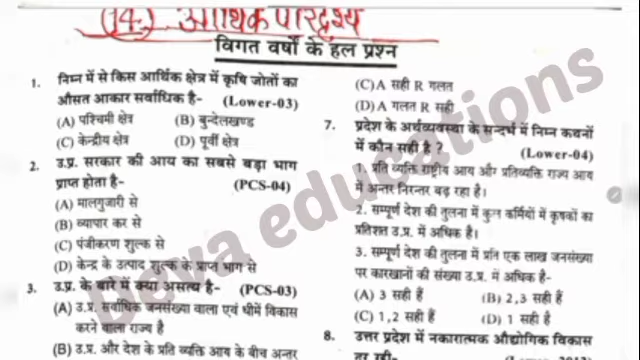 (14.) आर्थिक परिदृश्य
विगत वर्षो के हल प्रश्न
1. निम्न में से किस आर्थिक क्षेत्र में कृषि जोतों का
औसत आकार सर्वाधिक है- (Lower-03)
(A) पश्चिमी क्षेत्र (B) बुन्देलखण्ड
(C) केन्द्रीय क्षेत्र (D) पूर्वी क्षेत्र
2. उ.प्र. सरकार की आय का सबसे बड़ा भाग
प्राप्त होता है- (PCS-04)
(A) मालगुजारी से
(B) व्यापार कर से
(C) पंजीकरण शुल्क से
(D) केन्द्र के उत्पाद शुल्क के प्राप्त भाग से
3. उ.प्र. के बारे में क्या असत्य है- (PCS-03)
(A) उ.प्र. सर्वाधिक जनसंख्या वाला एवं धीमें विकास
करने वाला राज्य है
(B) उ.प्र. और देश के प्रति व्यक्ति आय के बीच अन्तर
(C) A सही R गलत
(D) A गलत R सही
7. प्रदेश के अर्थव्यवस्था के सन्दर्भ में निम्न कथनों
में कौन सही है ? (Lower-04)
1. प्रति व्यक्ति राष्ट्रीय आय और प्रतिव्यक्ति राज्य आय
में अन्तर निरन्तर बढ़ रहा है।
2. सम्पूर्ण देश की तुलना में कुल कर्मियों में कृषकों का
प्रतिशत उ.प्र. में अधिक है।
3. सम्पूर्ण देश की तुलना में प्रति एक लाख जनसंख्या
पर कारखानों की संख्या उ.प्र. में अधिक है-
(A) 3 सही हैं (B) 2,3 सही हैं
(C) 1,2 सही हैं (D) 1 सही है
8. उत्तर प्रदेश में नकारात्मक औद्योगिक विकास
दर रही- (Lower-2013)
Deva educations